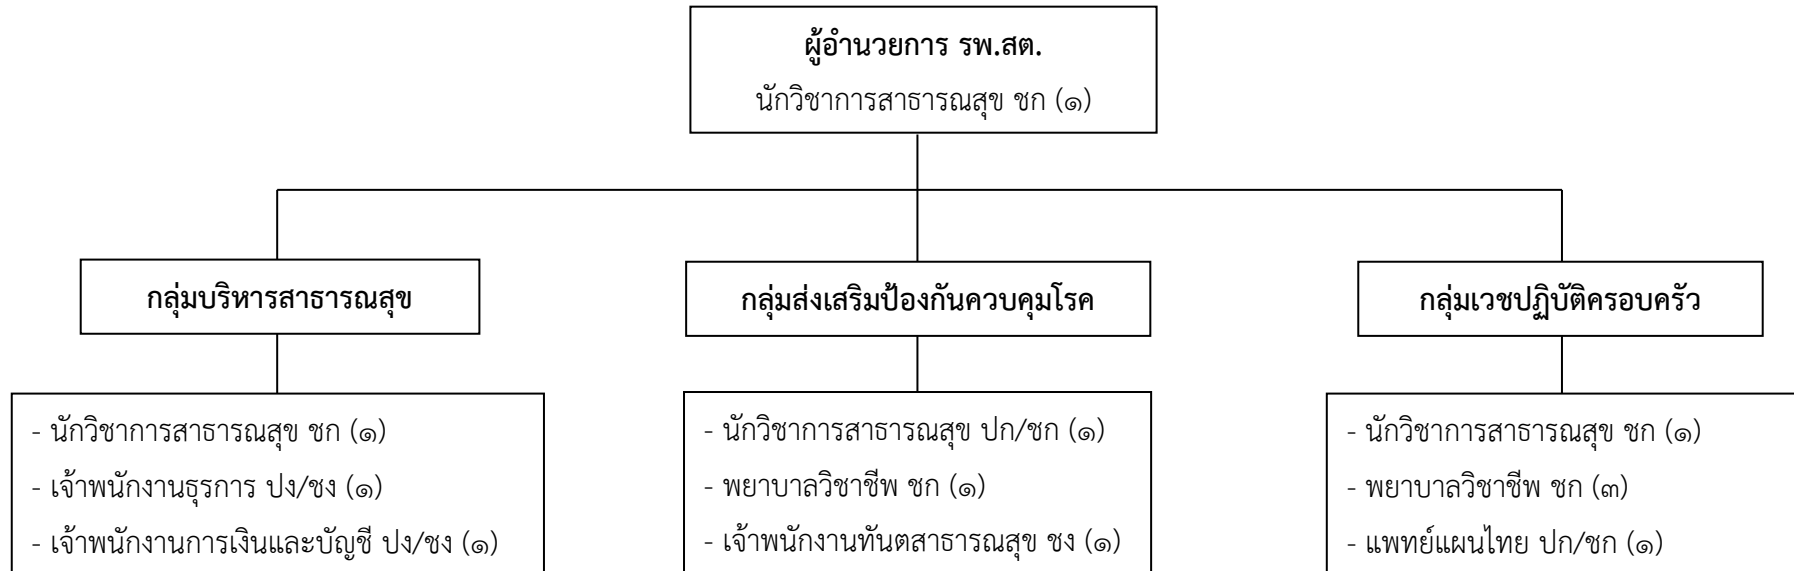 ผู้อำนวยการ รพ.สต.
นักวิชาการสาธารณสุข ชก (๑)
กลุ่มบริหารสาธารณสุข
- นักวิชาการสาธารณสุข ชก (๑)
- เจ้าพนักงานธุรการ ปง/ชง (๑)
- เจ้าพนักงานการเงินและบัญชี ปง/ชง (๑)
กลุ่มส่งเสริมป้องกันควบคุมโรค
- นักวิชาการสาธารณสุข ปก/ชก (๑)
- พยาบาลวิชาชีพ ชก (๑)
- เจ้าพนักงานทันตสาธารณสุข ชง (๑)
กลุ่มเวชปฏิบัติครอบครัว
- นักวิชาการสาธารณสุข ชก (๑)
- พยาบาลวิชาชีพ ชก (๓)
- แพทย์แผนไทย ปก/ชก (๑)